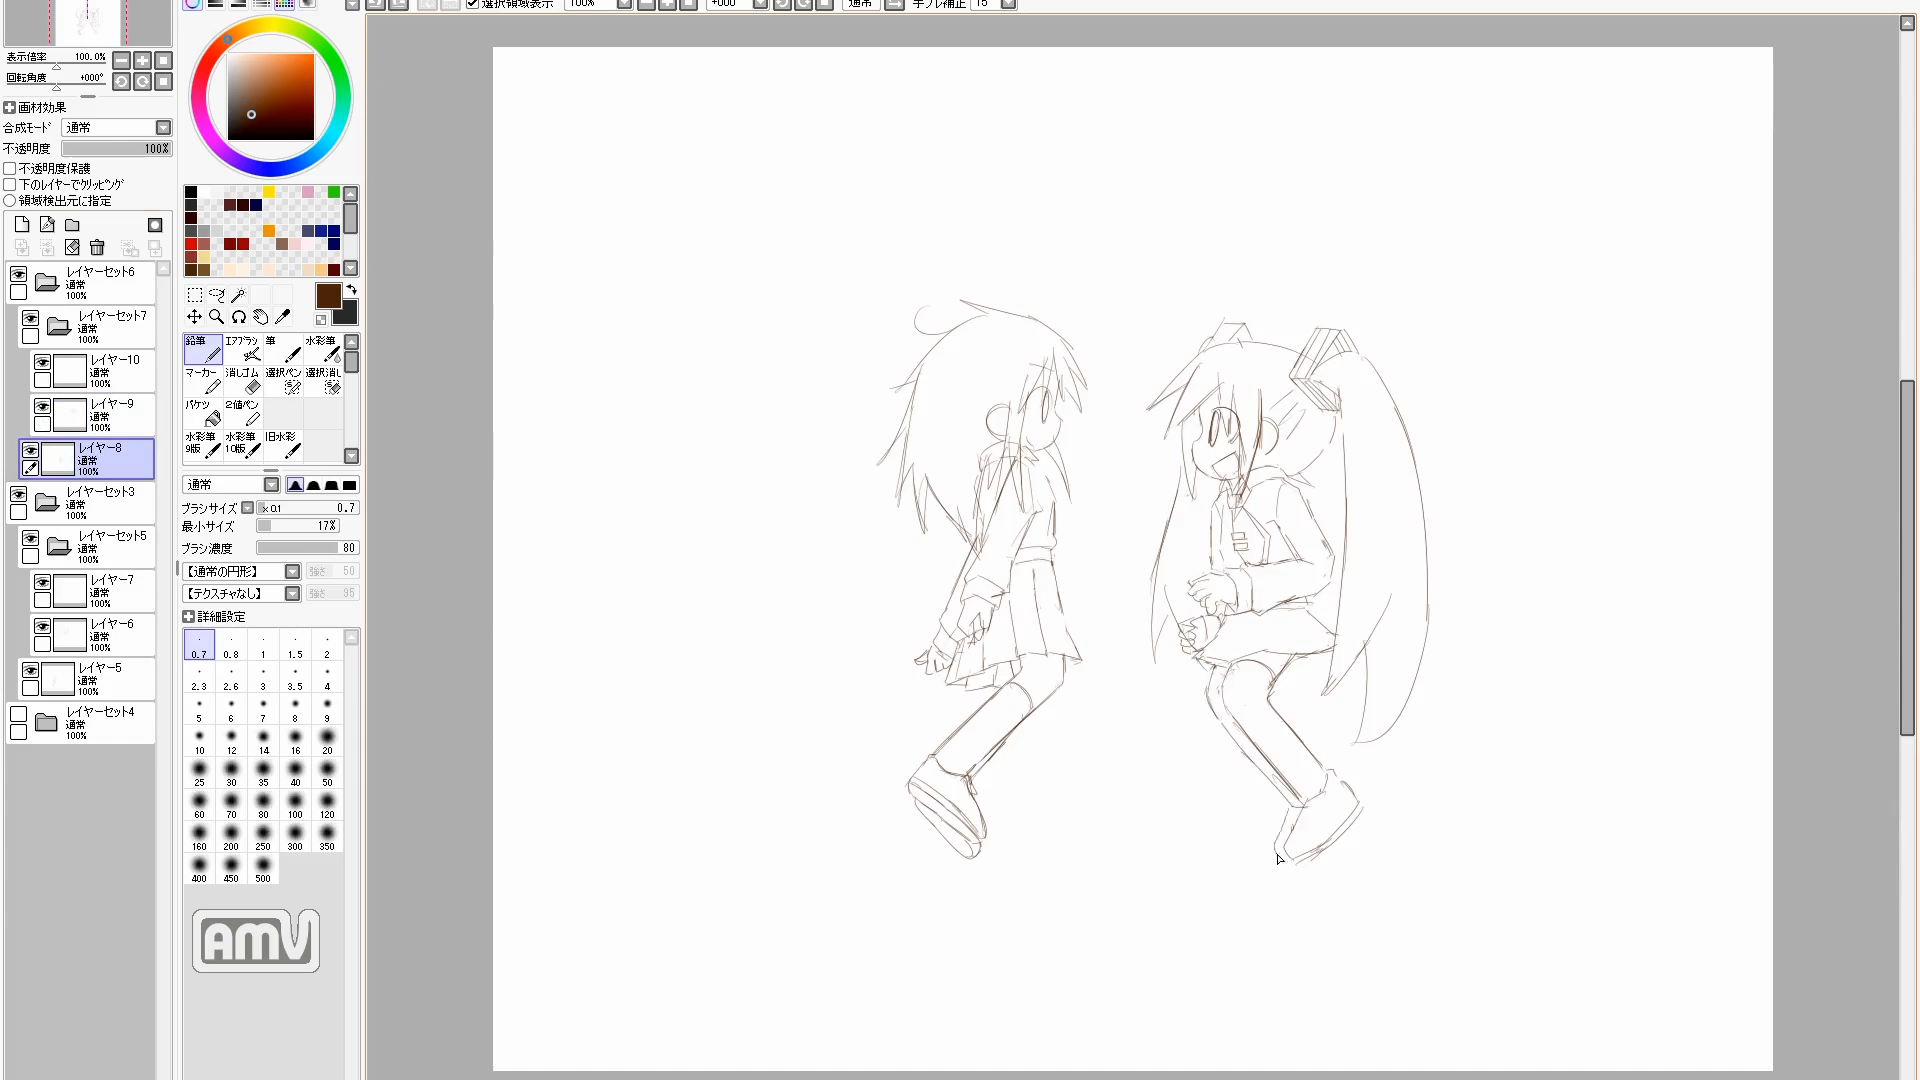 選択領域表示 100% +000° 通常 手ブレ補正 15
表示倍率 100.0%
回転角度 +000°
画材効果
合成モード 通常
不透明度 100%
不透明度保護
下のレイヤーでクリッピング
領域検出元に指定
レイヤーセット6
通常
100%
レイヤーセット7
通常
100%
レイヤー10
通常
100%
レイヤー9
通常
100%
レイヤー8
通常
100%
レイヤーセット3
通常
100%
レイヤーセット5
通常
100%
レイヤー7
通常
100%
レイヤー6
通常
100%
レイヤー5
通常
100%
レイヤーセット4
通常
100%
鉛筆 エアブラシ 筆 水彩筆
マーカー 消しゴム 選択ペン 選択消し
バケツ 2値ペン
水彩筆 水彩筆 旧水彩
9版 10版
通常
ブラシサイズ x 0.1 0.7
最小サイズ 17%
ブラシ濃度 80
【通常の円形】 強さ 50
【テクスチャなし】 強さ 95
詳細設定
0.7 0.8 1 1.5 2
2.3 2.6 3 3.5 4
5 6 7 8 9
10 12 14 16 20
25 30 35 40 50
60 70 80 100 120
160 200 250 300 350
400 450 500
AMV